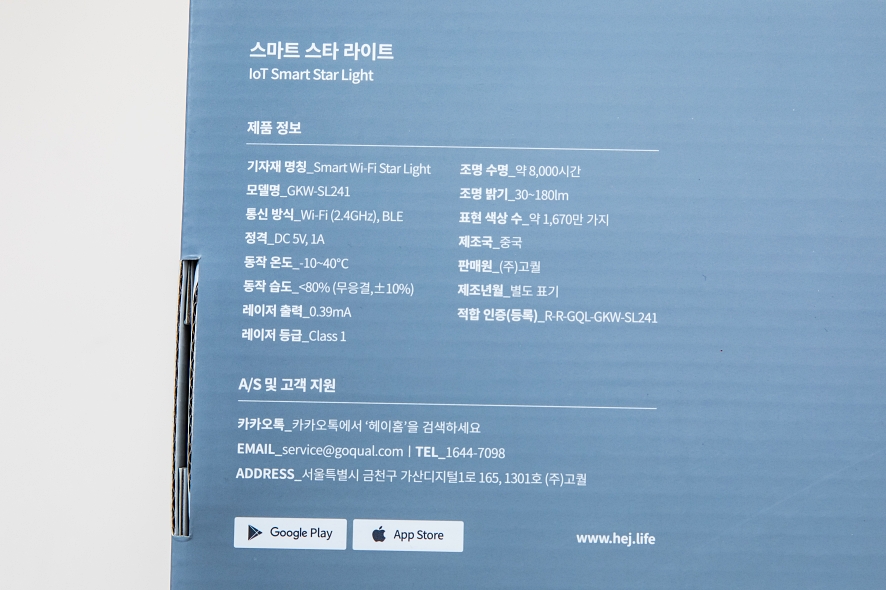 스마트 스타 라이트
IoT Smart Star Light
제품 정보
기자재 명칭_Smart Wi-Fi Star Light
모델명_GKW-SL241
통신 방식_Wi-Fi (2.4GHz), BLE
정격_DC 5V, 1A
동작 온도_-10~40℃
동작 습도_<80% (무응결,±10%)
레이저 출력_0.39mA
레이저 등급_Class 1
조명 수명_약 8,000시간
조명 밝기_30~180lm
표현 색상 수_약 1,670만 가지
제조국_중국
판매원_(주)고퀄
제조년월_별도 표기
적합 인증(등록)_R-R-GQL-GKW-SL241
A/S 및 고객 지원
카카오톡_카카오톡에서 ‘헤이홈’을 검색하세요
EMAIL_service@goqual.com | TEL_1644-7098
ADDRESS_서울특별시 금천구 가산디지털1로 165, 1301호 (주)고퀄
Google Play
App Store
www.hej.life